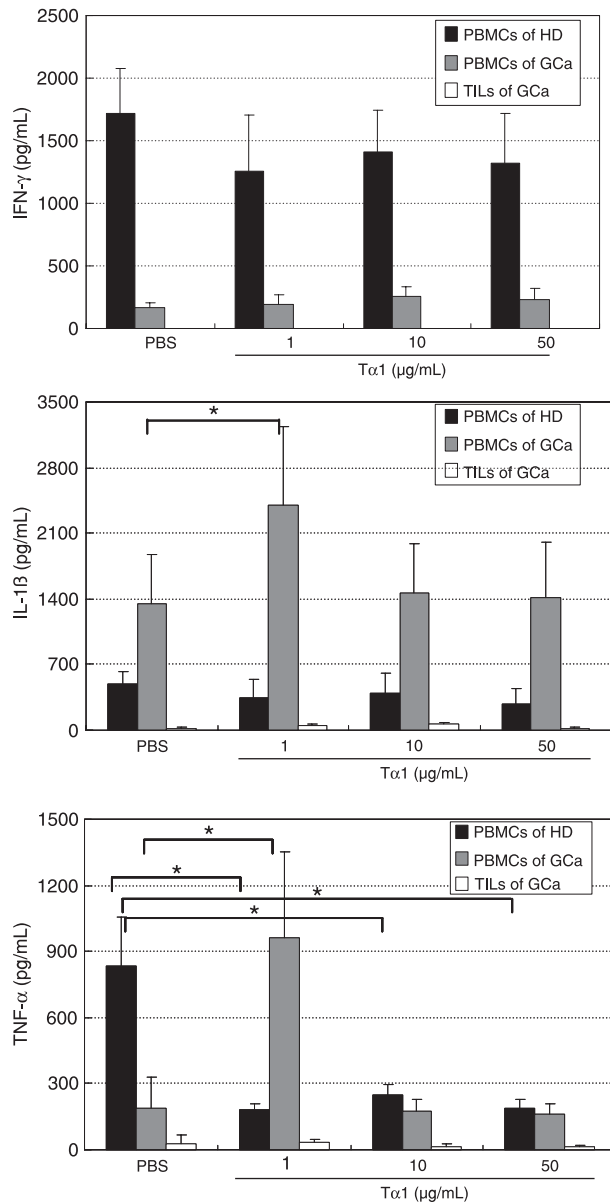 IFN-γ (pg/mL)
2500
2000
1500
1000
500
0
PBMCs of HD
PBMCs of GCa
TILs of GCa
PBS
1
10
50
Tα1 (µg/mL)
IL-1ß (pg/mL)
3500
2800
2100
1400
700
0
*
PBMCs of HD
PBMCs of GCa
TILs of GCa
PBS
1
10
50
Tα1 (µg/mL)
TNF-α (pg/mL)
1500
1200
900
600
300
0
*
*
*
*
PBMCs of HD
PBMCs of GCa
TILs of GCa
PBS
1
10
50
Tα1 (µg/mL)